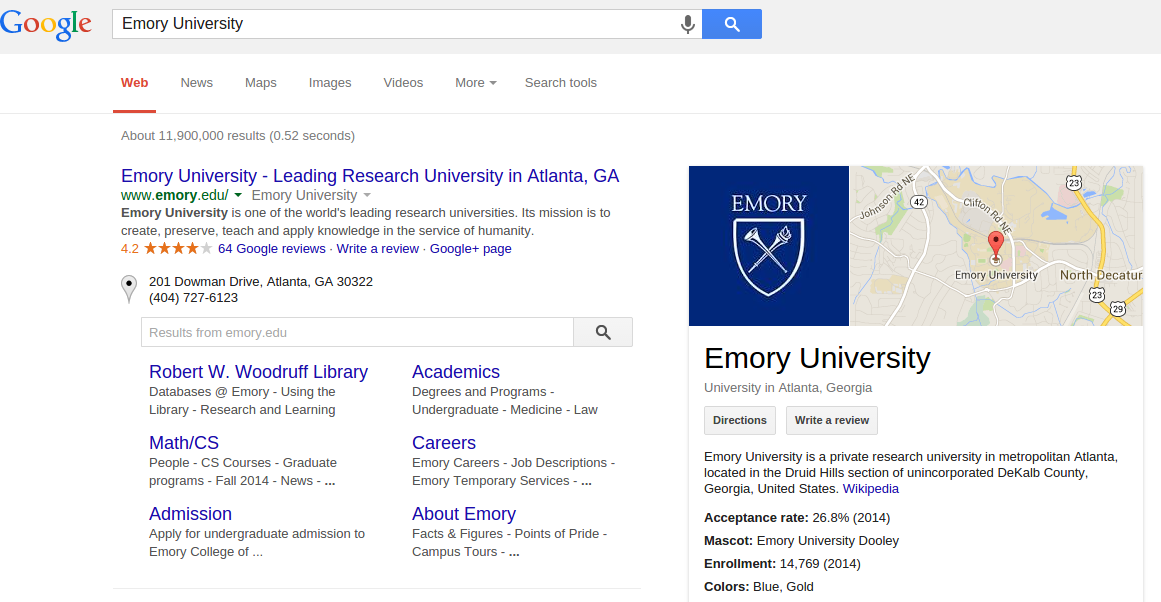 Google
Emory University
Web News Maps Images Videos More Search tools
About 11,900,000 results (0.52 seconds)
Emory University - Leading Research University in Atlanta, GA
www.emory.edu/ Emory University
Emory University is one of the world's leading research universities. Its mission is to
create, preserve, teach and apply knowledge in the service of humanity.
4.2 64 Google reviews · Write a review · Google+ page
201 Dowman Drive, Atlanta, GA 30322
(404) 727-6123
Results from emory.edu
Robert W. Woodruff Library
Databases @ Emory - Using the
Library - Research and Learning
Academics
Degrees and Programs -
Undergraduate - Medicine - Law
Math/CS
People - CS Courses - Graduate
programs - Fall 2014 - News - ...
Careers
Emory Careers - Job Descriptions -
Emory Temporary Services - ...
Admission
Apply for undergraduate admission to
Emory College of ...
About Emory
Facts & Figures - Points of Pride -
Campus Tours - ...
EMORY
Johnson Rd NE
42
Clifton Rd NE
23
Emory University
North Decatur
23
29
Emory University
University in Atlanta, Georgia
Directions Write a review
Emory University is a private research university in metropolitan Atlanta,
located in the Druid Hills section of unincorporated DeKalb County,
Georgia, United States. Wikipedia
Acceptance rate: 26.8% (2014)
Mascot: Emory University Dooley
Enrollment: 14,769 (2014)
Colors: Blue, Gold